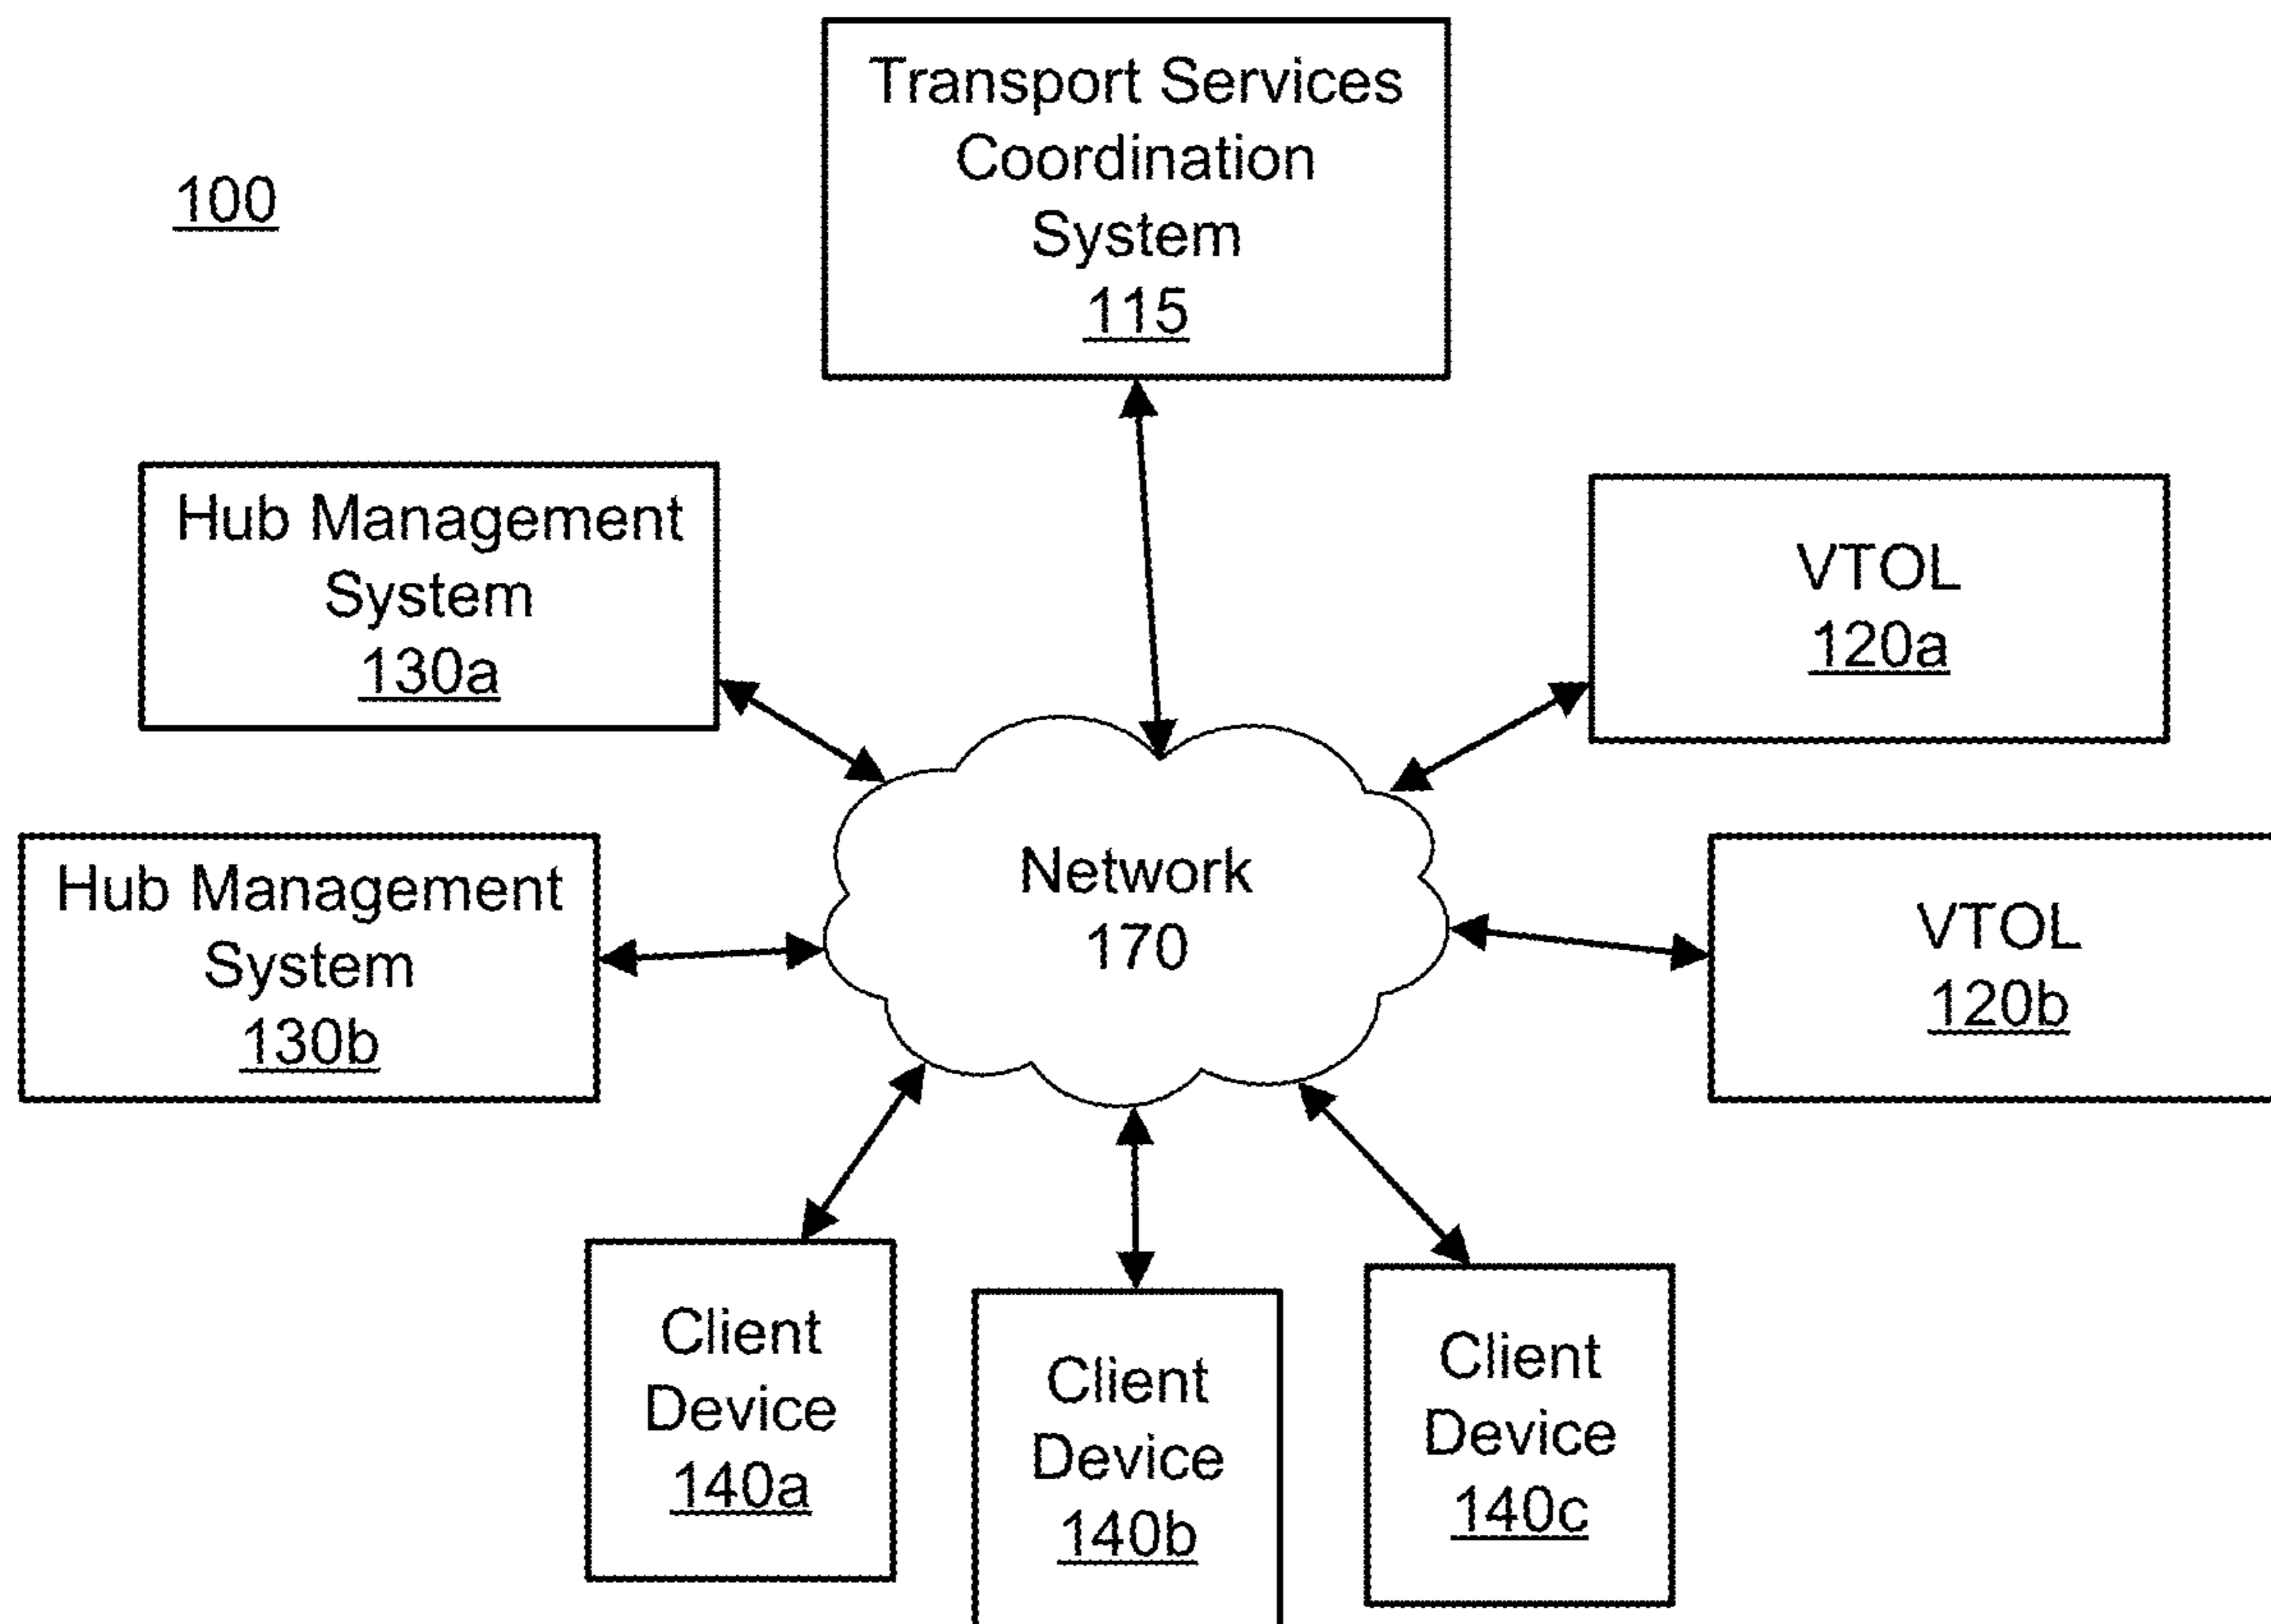 Transport Services
Coordination
System
115
100
Hub Management
System
130a
VTOL
120a
Hub Management
System
130b
Network
170
VTOL
120b
Client
Device
140a
Client
Device
140b
Client
Device
140c